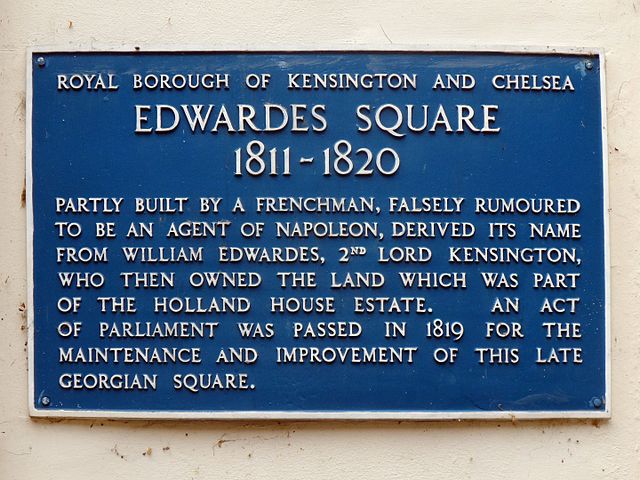 ROYAL BOROUGH OF KENSINGTON AND CHELSEA
EDWARDES SQUARE
1811-1820
PARTLY BUILT BY A FRENCHMAN, FALSELY RUMOURED
TO BE AN AGENT OF NAPOLEON, DERIVED ITS NAME
FROM WILLIAM EDWARDES, 2ND LORD KENSINGTON,
WHO THEN OWNED THE LAND WHICH WAS PART
OF THE HOLLAND HOUSE ESTATE. AN ACT
OF PARLIAMENT WAS PASSED IN 1819 FOR THE
MAINTENANCE AND IMPROVEMENT OF THIS LATE
GEORGIAN SQUARE.